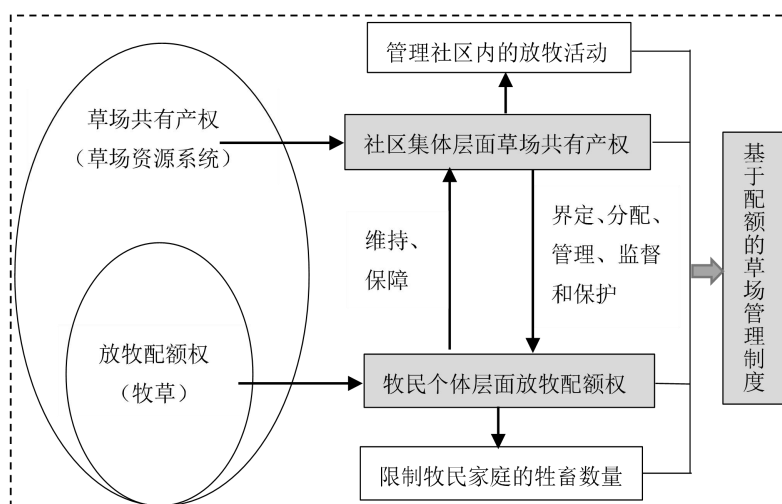 管理社区内的放牧活动
草场共有产权
（草场资源系统）
社区集体层面草场共有产权
维持、
保障
界定、分配、
管理、监督
和保护
基于配额的草场管理制度
放牧配额权
（牧草）
牧民个体层面放牧配额权
限制牧民家庭的牲畜数量